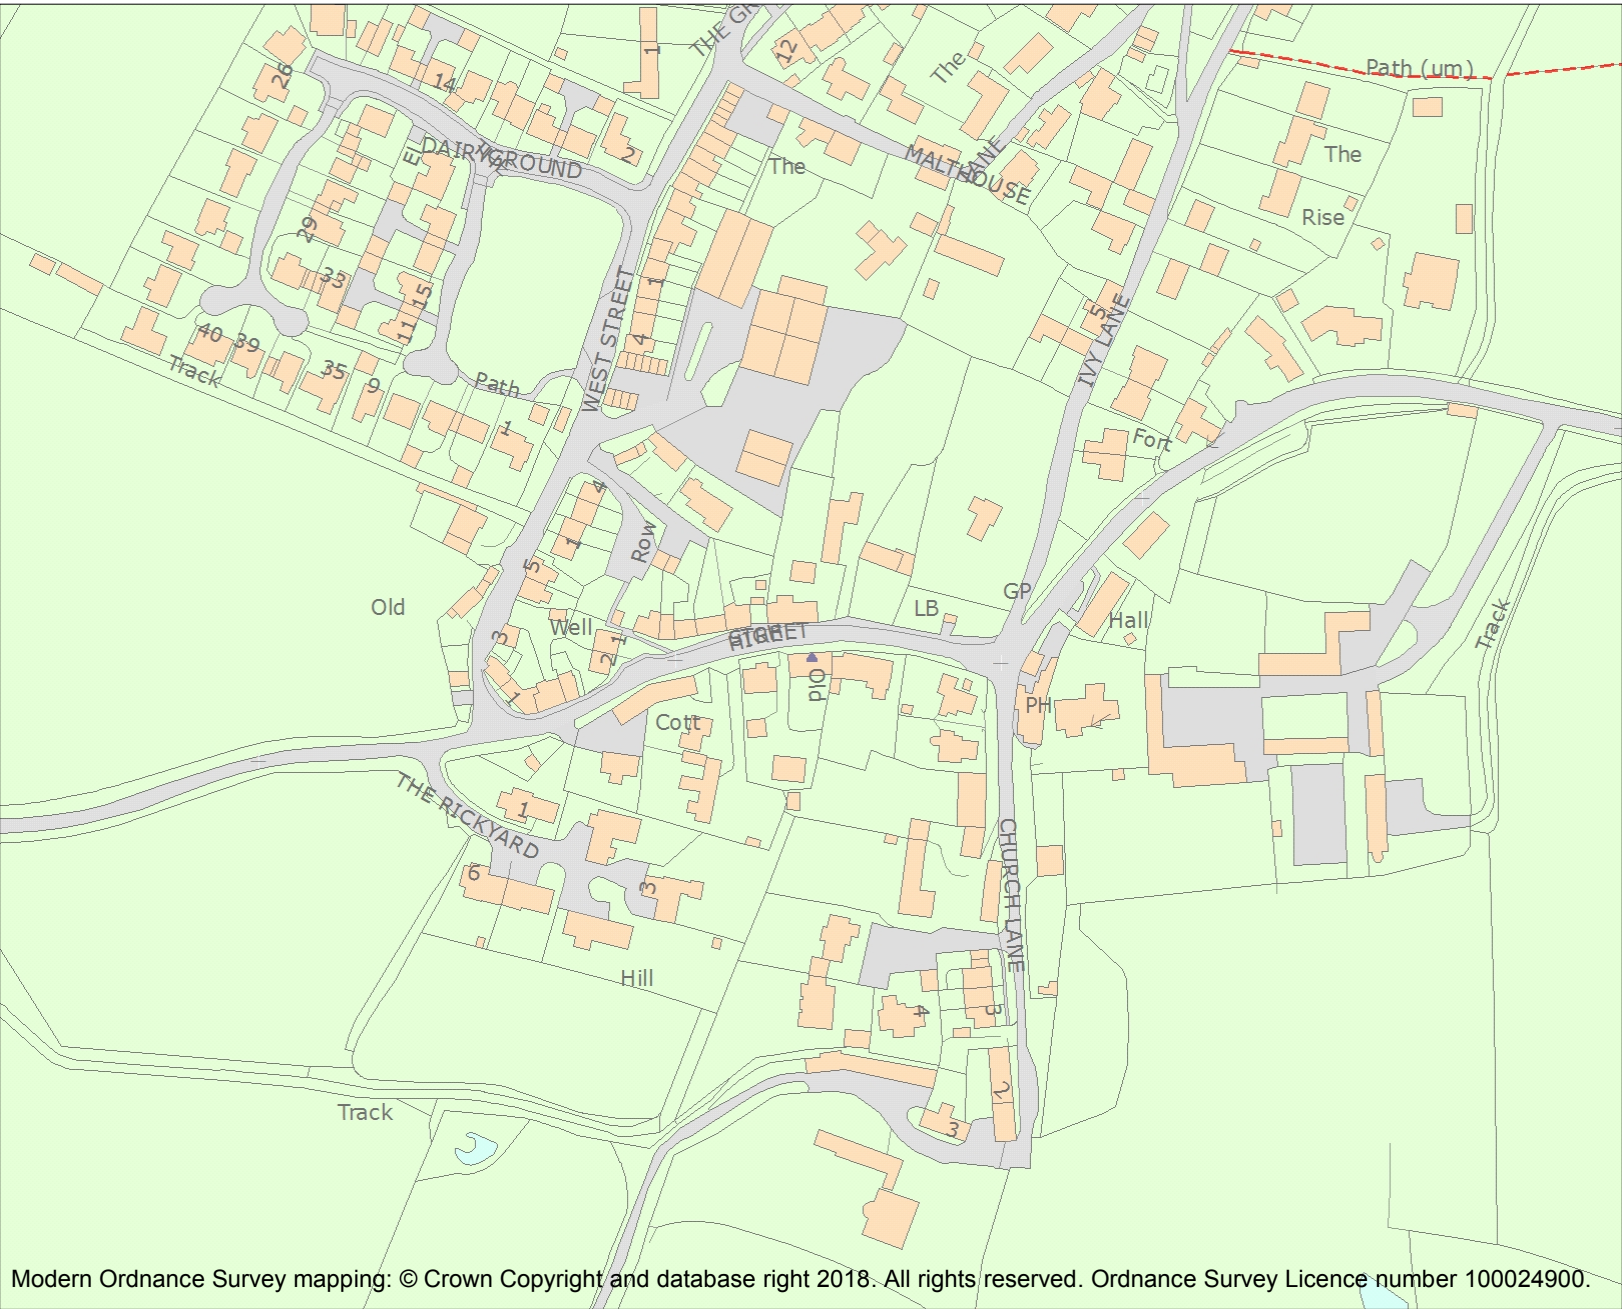 THE GR
1
12
The
Path (um)
26
14
DAIRYGROUND
2
The
MALTHOUSE
LANE
The
Rise
29
33
15
11
1
4
WEST STREET
5
IVY LANE
40
39
35
9
Track
Path
1
Fort
4
1
Row
5
Old
Well
3
1
2
1
HIGH
STREET
LB
GP
Hall
Track
Old
PH
Cott
THE RICKYARD
1
6
3
CHURCH LANE
Hill
4
3
2
3
Track
Modern Ordnance Survey mapping: © Crown Copyright and database right 2018. All rights reserved. Ordnance Survey Licence number 100024900.